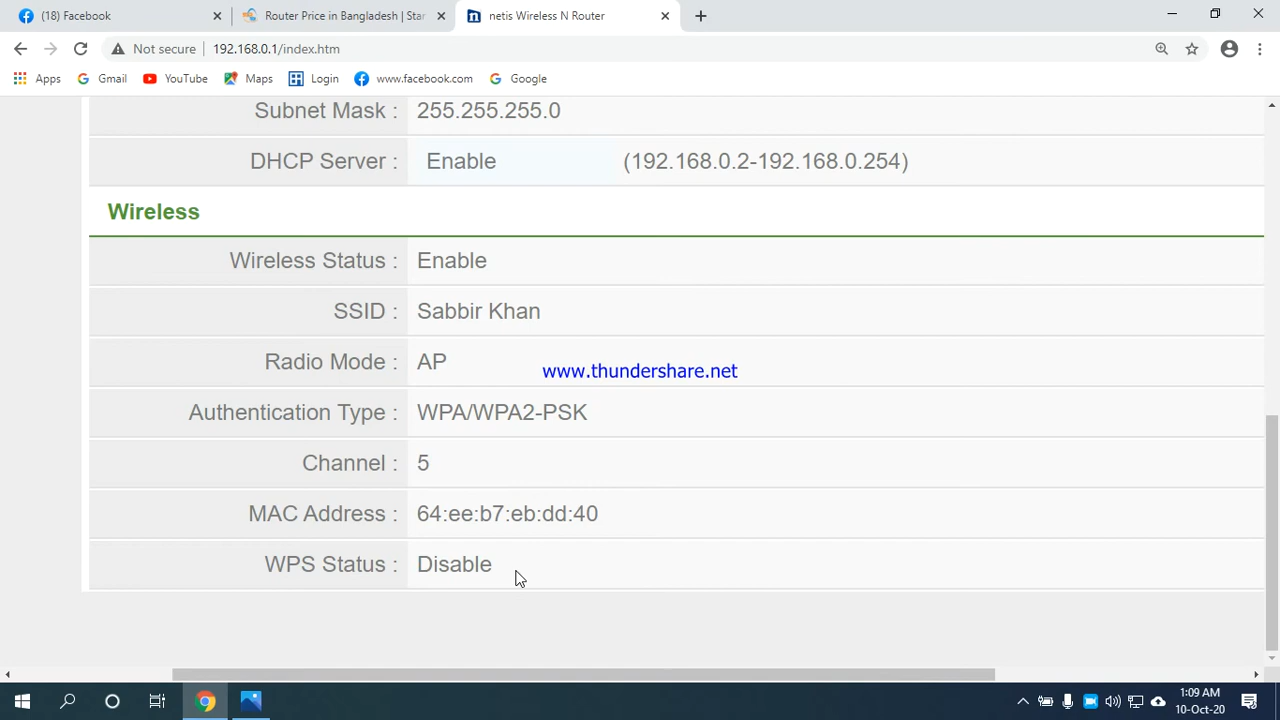 (18) Facebook
Router Price in Bangladesh | Star
netis Wireless N Router
Not secure
192.168.0.1/index.htm
Apps
Gmail
YouTube
Maps
Login
www.facebook.com
Google
Subnet Mask : 255.255.255.0
DHCP Server : Enable (192.168.0.2-192.168.0.254)
Wireless
Wireless Status : Enable
SSID : Sabbir Khan
Radio Mode : AP
www.thundershare.net
Authentication Type : WPA/WPA2-PSK
Channel : 5
MAC Address : 64:ee:b7:eb:dd:40
WPS Status : Disable
1:09 AM
10-Oct-20